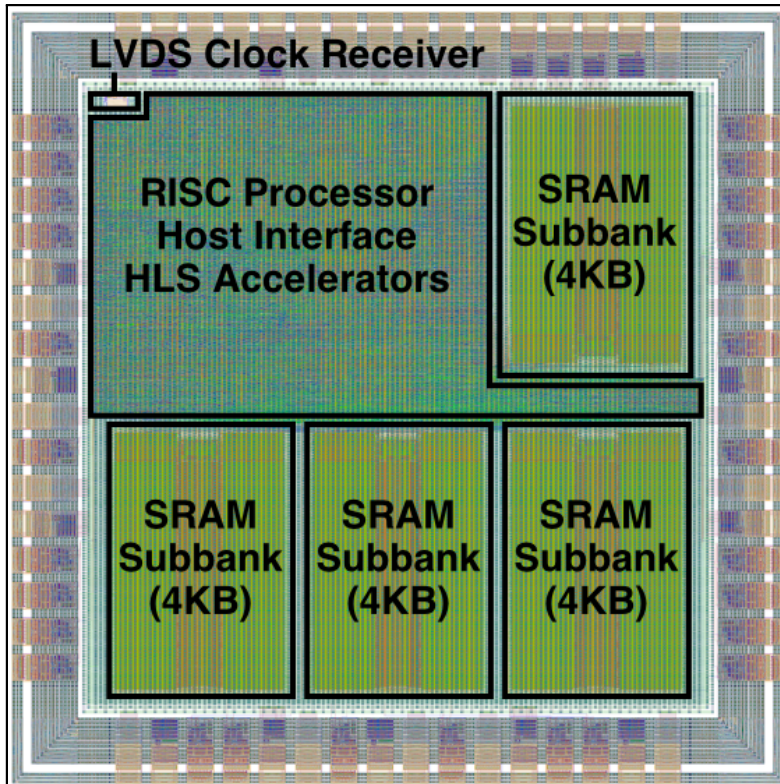 LVDS Clock Receiver
RISC Processor
Host Interface
HLS Accelerators
SRAM
Subbank
(4KB)
SRAM
Subbank
(4KB)
SRAM
Subbank
(4KB)
SRAM
Subbank
(4KB)